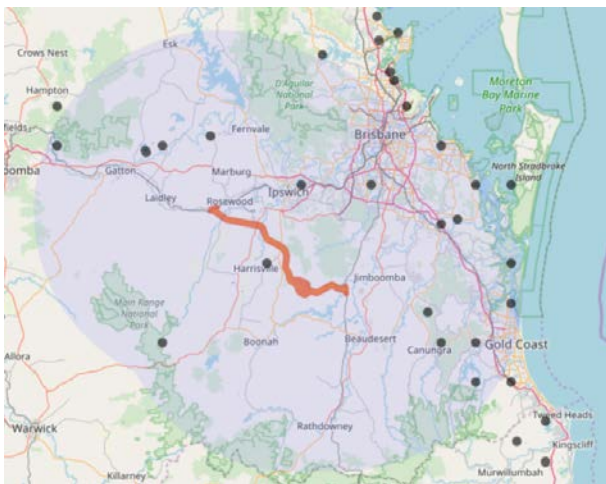 Esk
Crows Nest
Hampton
D'Aguilar
National
Park
Moreton
Bay Marine
Park
fields
Fernvale
Brisbane
oomba
Gatton
Marburg
North Stradbroke
Island
Laidley
Rosewood
Ipswich
Harrisville
Jimboomba
Main Range
National
Park
Boonah
Beaudesert
Canungra
Gold Coast
Allora
Warwick
Rathdowney
Tweed Heads
Kingscliff
Killarney
Murwillumbah